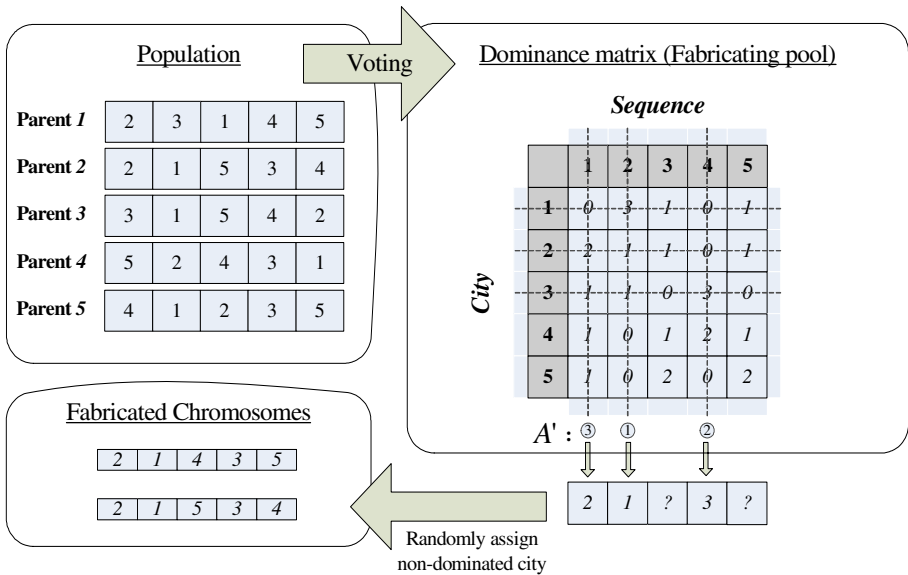 Population
Parent 1 2 3 1 4 5
Parent 2 2 1 5 3 4
Parent 3 3 1 5 4 2
Parent 4 5 2 4 3 1
Parent 5 4 1 2 3 5
Voting
Dominance matrix (Fabricating pool)
Sequence
1 2 3 4 5
City
1 0 3 1 0 1
2 2 1 1 0 1
3 1 1 0 3 0
4 1 0 1 2 1
5 1 0 2 0 2
A' : ③ ① ②
2 1 ? 3 ?
Randomly assign
non-dominated city
Fabricated Chromosomes
2 1 4 3 5
2 1 5 3 4